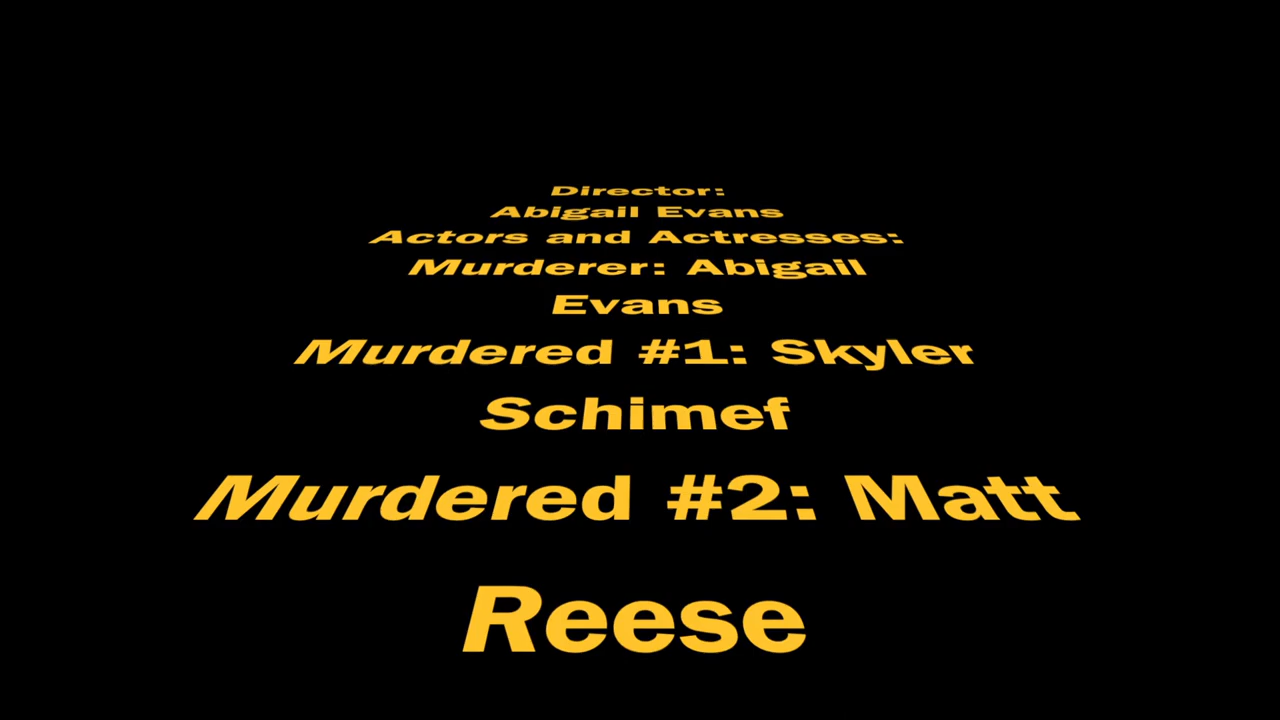 Director:
Abigail Evans
Actors and Actresses:
Murderer: Abigail
Evans
Murdered #1: Skyler
Schimef
Murdered #2: Matt
Reese